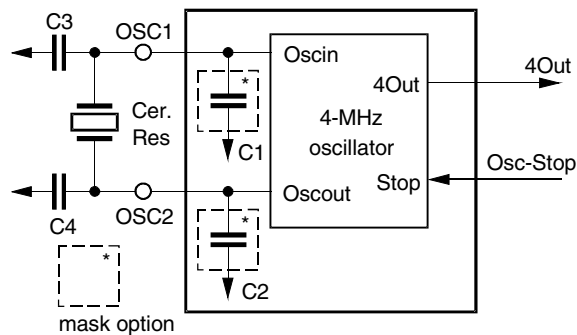 C3
OSC1
Oscin
*
4Out
4Out
Cer.
Res
4-MHz
oscillator
C1
Osc-Stop
Stop
Oscout
C4
OSC2
*
*
C2
mask option